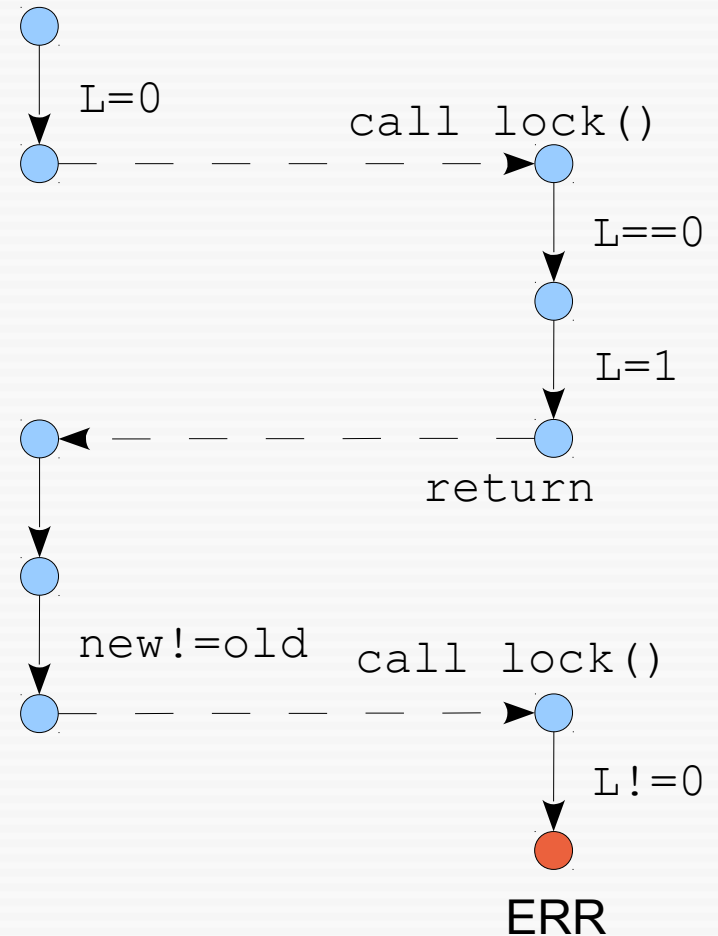 L=0
call lock()
L==0
L=1
return
new!=old
call lock()
L!=0
ERR